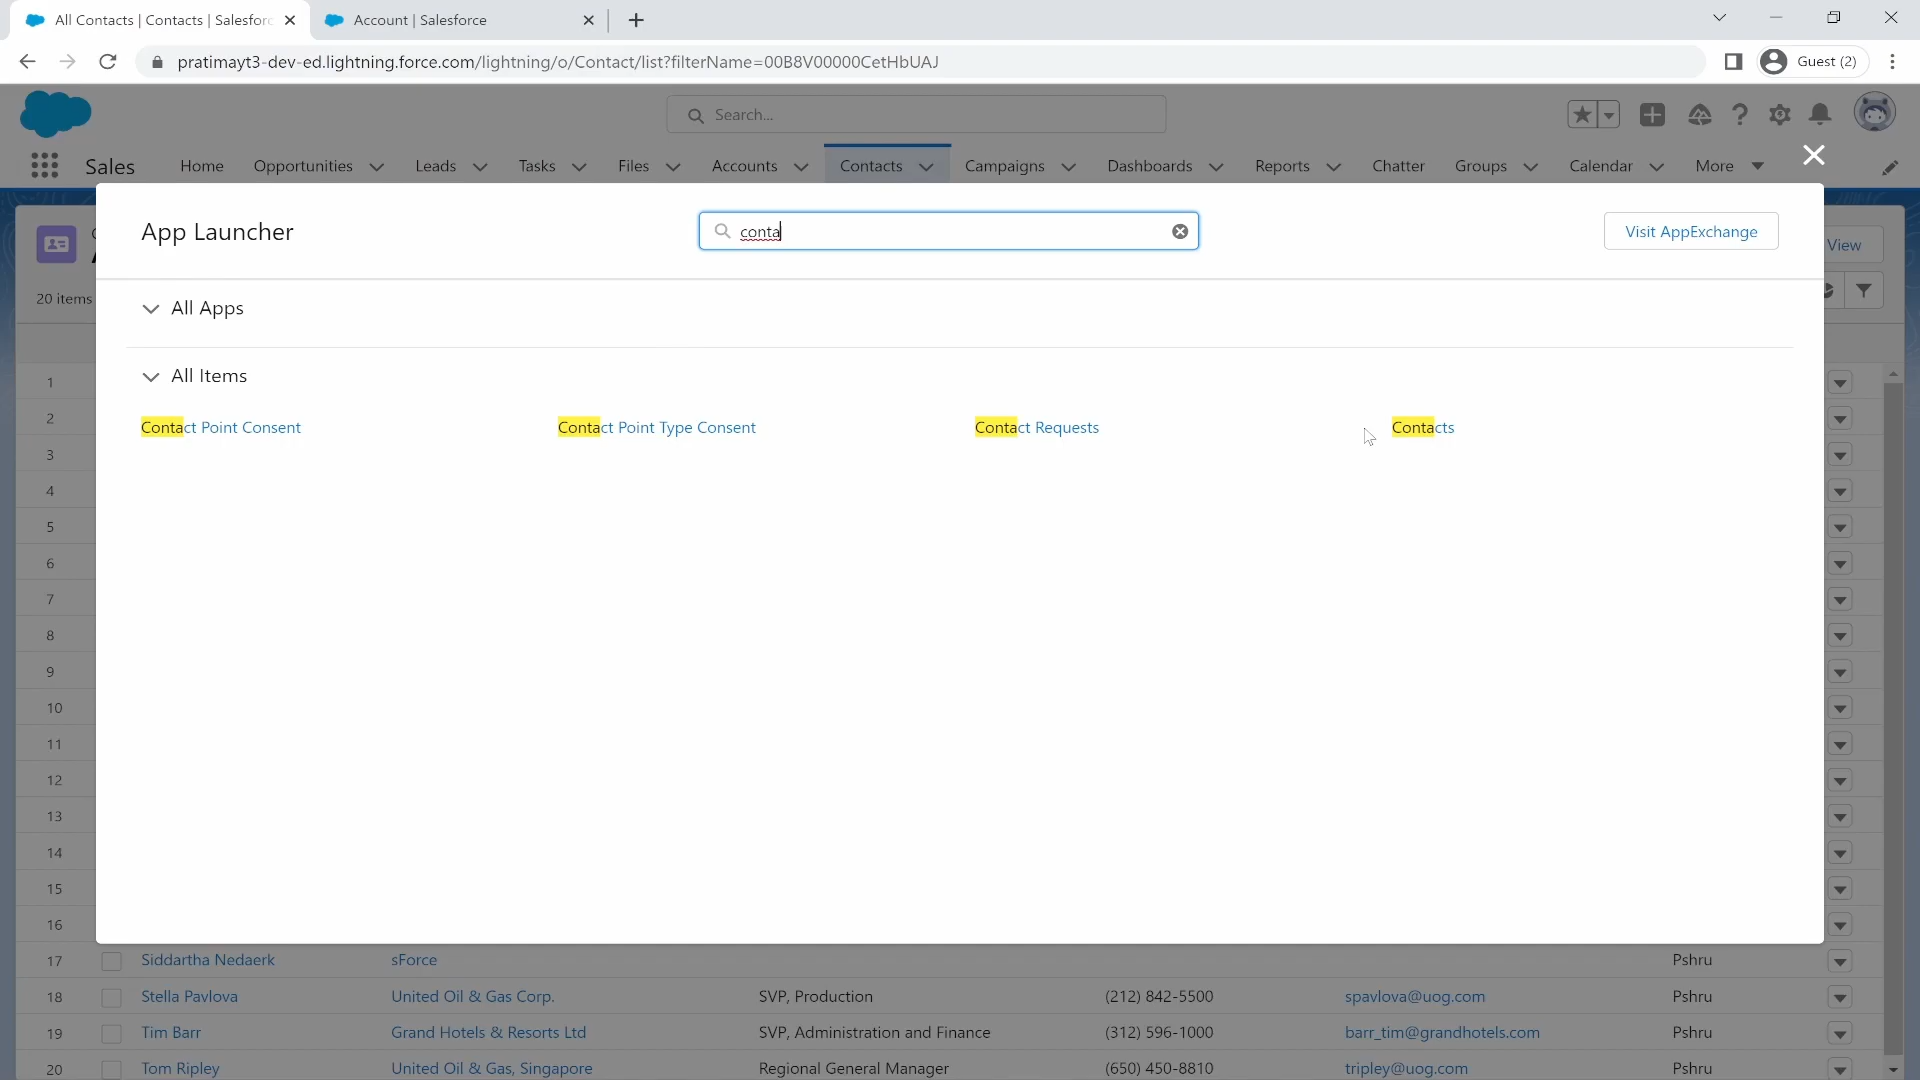 All Contacts | Contacts | Salesforc
Account | Salesforce
pratimayt3-dev-ed.lightning.force.com/lightning/o/Contact/list?filterName=00B8V00000CetHbUAJ
Guest (2)
Search...
Sales Home Opportunities Leads Tasks Files Accounts Contacts Campaigns Dashboards Reports Chatter Groups Calendar More
App Launcher
conta
Visit AppExchange
View
20 items
All Apps
All Items
Contact Point Consent Contact Point Type Consent Contact Requests Contacts
1
2
3
4
5
6
7
8
9
10
11
12
13
14
15
16
17 Siddartha Nedaerk sForce Pshru
18 Stella Pavlova United Oil & Gas Corp. SVP, Production (212) 842-5500 spavlova@uog.com Pshru
19 Tim Barr Grand Hotels & Resorts Ltd SVP, Administration and Finance (312) 596-1000 barr_tim@grandhotels.com Pshru
20 Tom Ripley United Oil & Gas, Singapore Regional General Manager (650) 450-8810 tripley@uog.com Pshru